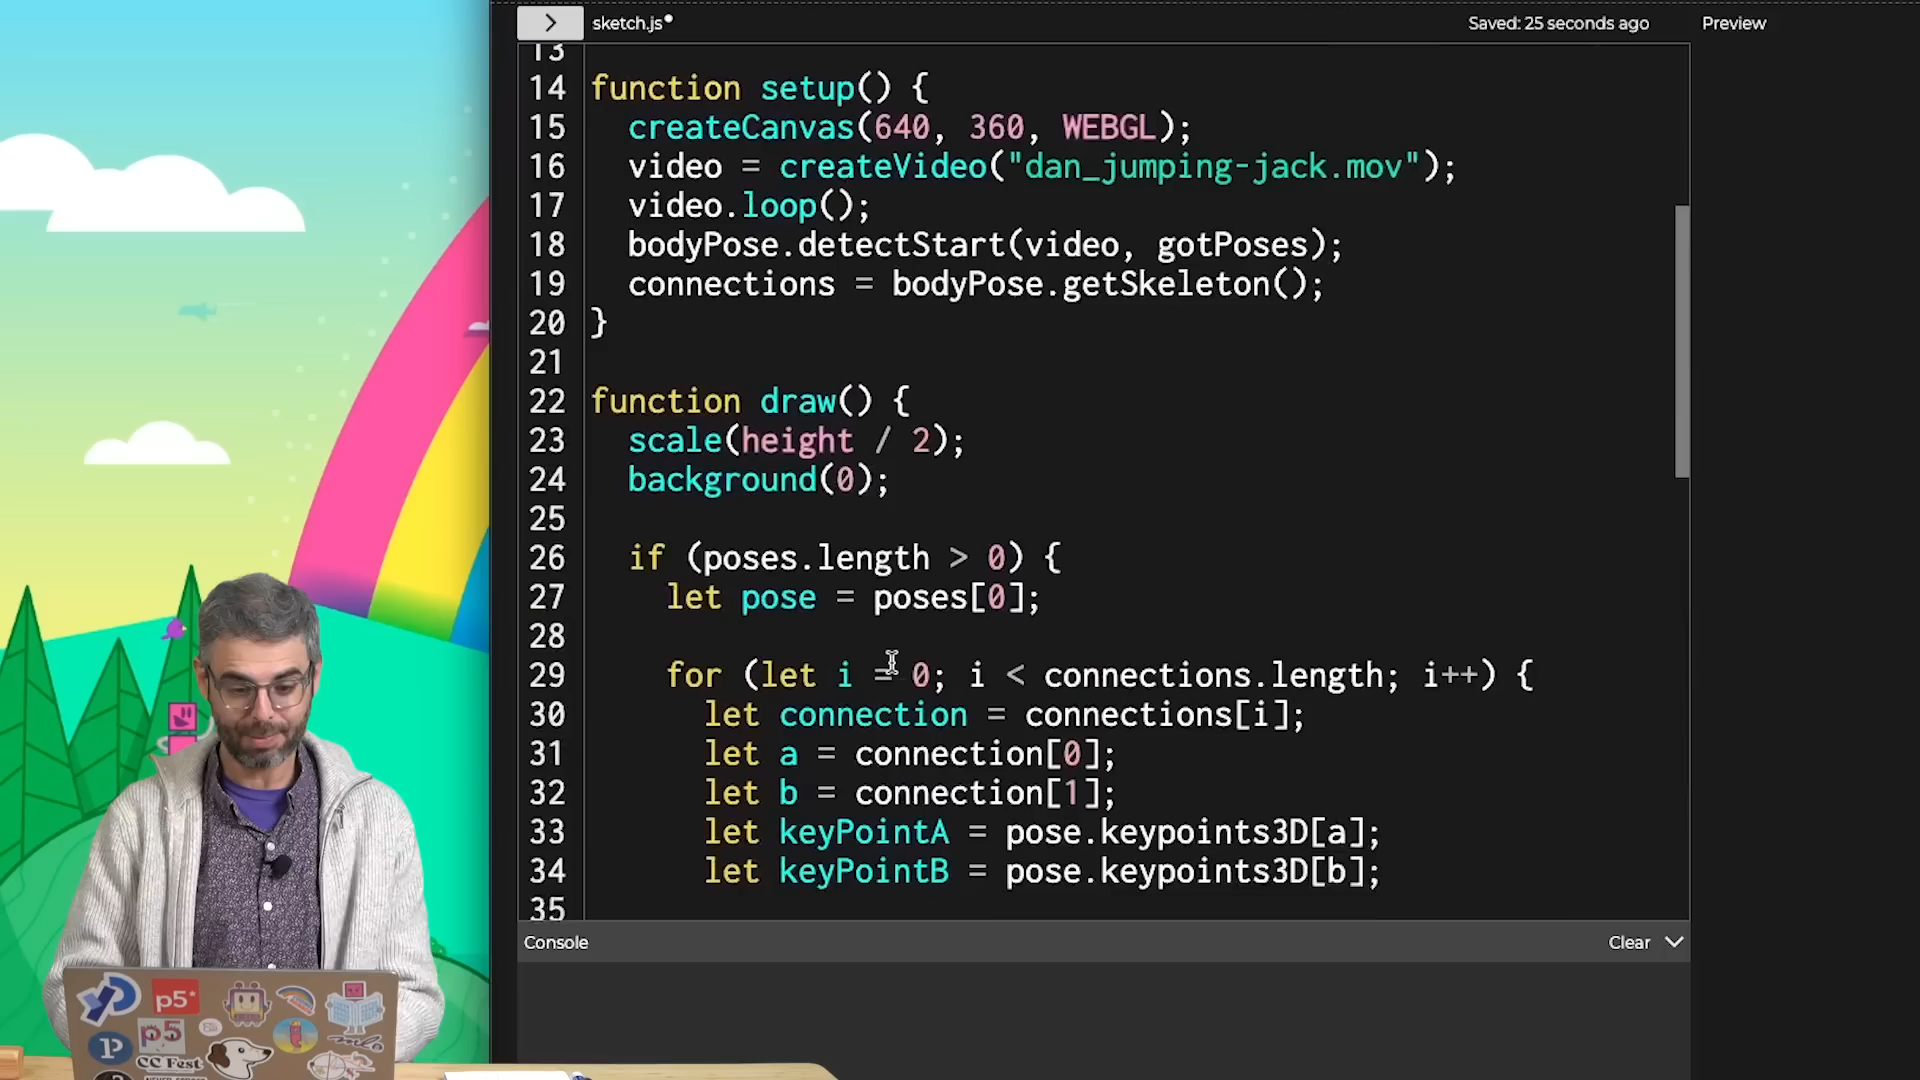 sketch.js
Saved: 25 seconds ago
Preview
13
14 function setup() {
15 createCanvas(640, 360, WEBGL);
16 video = createVideo("dan_jumping-jack.mov");
17 video.loop();
18 bodyPose.detectStart(video, gotPoses);
19 connections = bodyPose.getSkeleton();
20 }
21
22 function draw() {
23 scale(height / 2);
24 background(0);
25
26 if (poses.length > 0) {
27 let pose = poses[0];
28
29 for (let i = 0; i < connections.length; i++) {
30 let connection = connections[i];
31 let a = connection[0];
32 let b = connection[1];
33 let keyPointA = pose.keypoints3D[a];
34 let keyPointB = pose.keypoints3D[b];
35
Console
Clear
p5*
p5
CC Fest